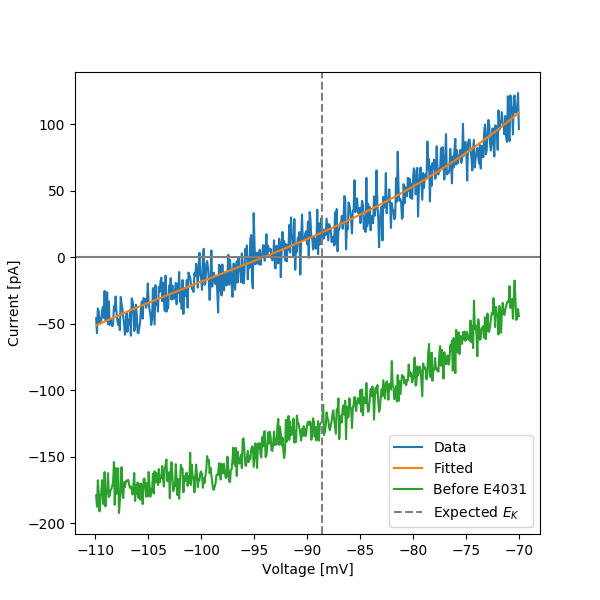 100
50
0
−50
−100
−150
−200
Current [pA]
Data
Fitted
Before E4031
Expected E_K
−110 −105 −100 −95 −90 −85 −80 −75 −70
Voltage [mV]